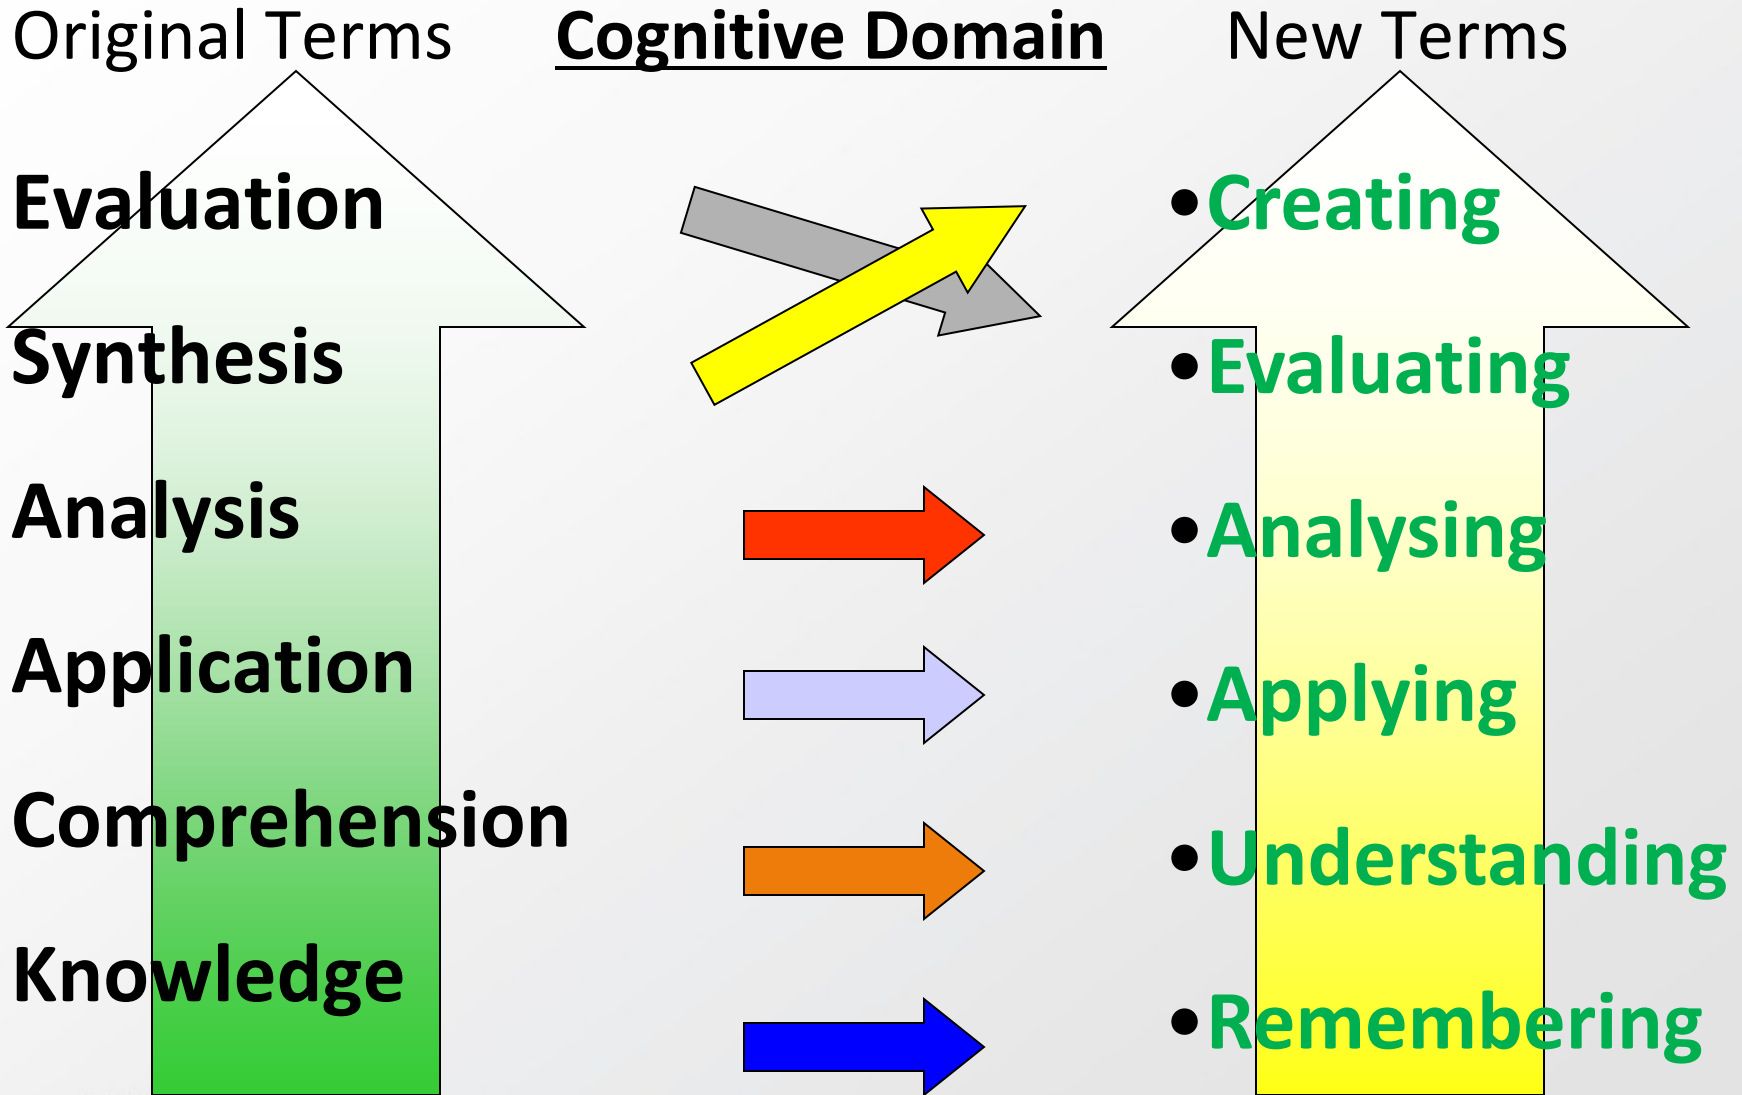 Original Terms
Cognitive Domain
New Terms
Evaluation
Synthesis
Analysis
Application
Comprehension
Knowledge
•Creating
•Evaluating
•Analysing
•Applying
•Understanding
•Remembering